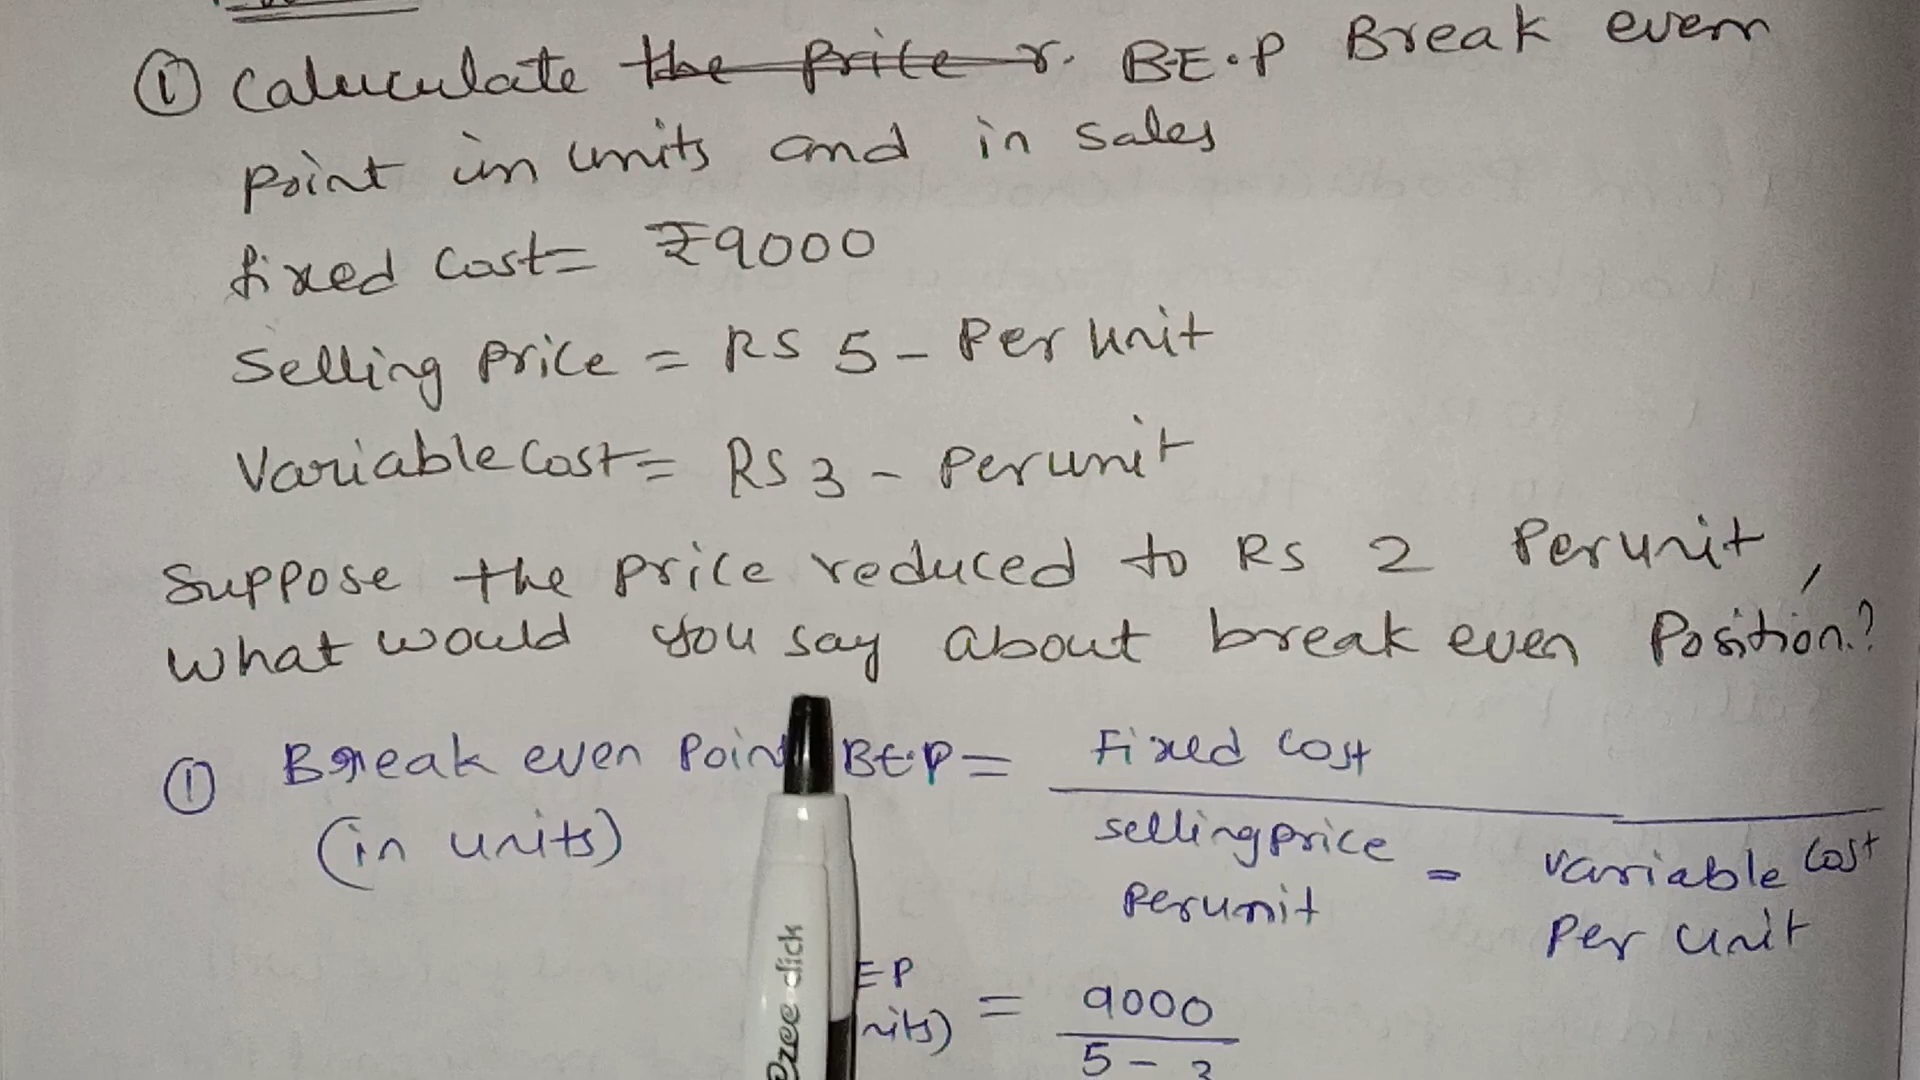 ① Caluculate the price r. B.E.P Break even
point in units and in sales
fixed cost = ₹9000
Selling price = RS 5 - Per unit
Variable Cost = RS 3 - Per unit
Suppose the price reduced to RS 2 Per unit,
what would you say about break even Position.?
① Break even Point BEP = Fixed cost
(in units)
selling price - variable cost
Per unit Per unit
EP
nits) = 9000
5 - 3